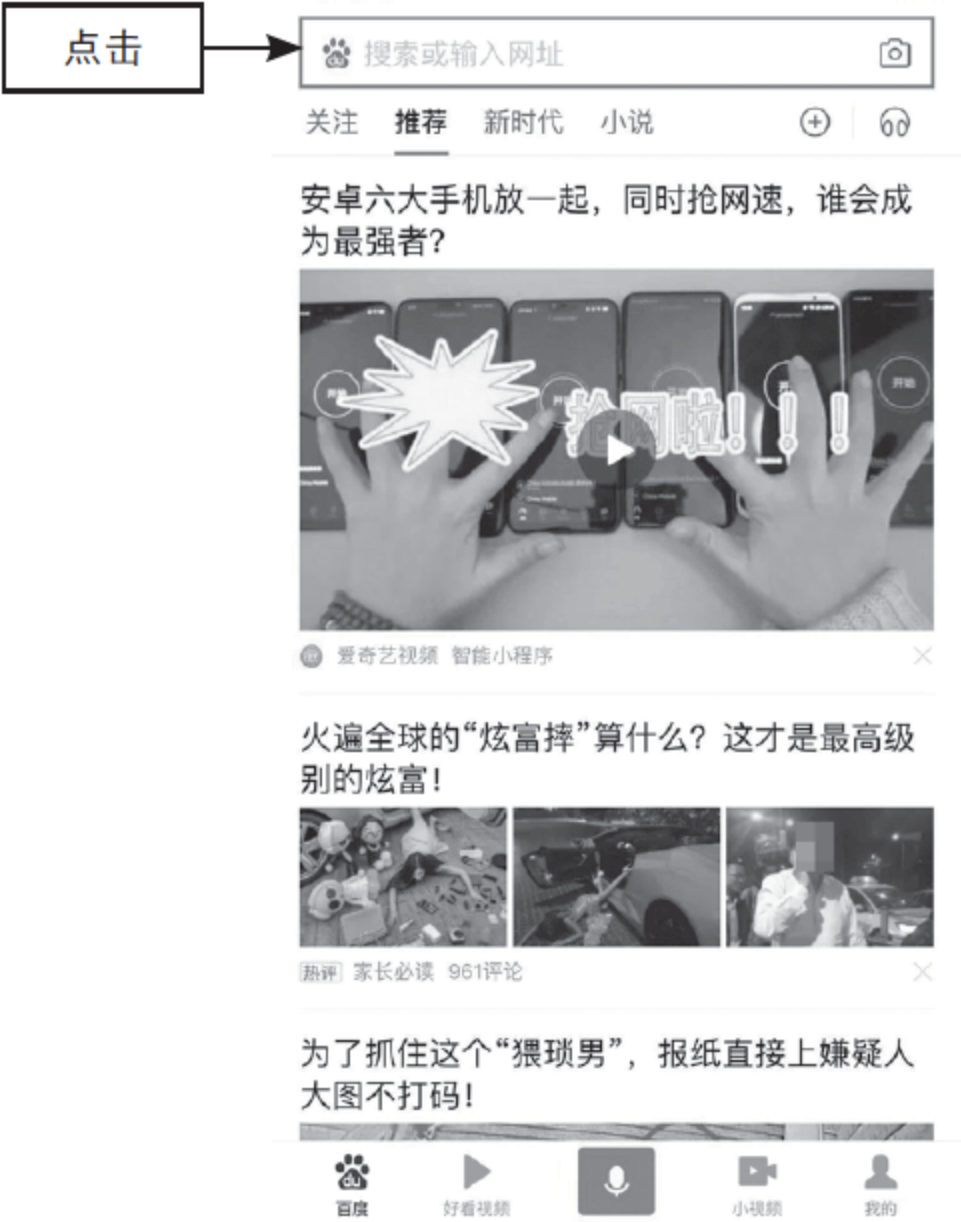 点击
du 搜索或输入网址
关注 推荐 新时代 小说
安卓六大手机放一起，同时抢网速，谁会成
为最强者？
开始
抢网啦！！！
爱奇艺视频 智能小程序
火遍全球的“炫富摔”算什么？这才是最高级
别的炫富！
热评 家长必读 961评论
为了抓住这个“猥琐男”，报纸直接上嫌疑人
大图不打码！
du
百度 好看视频 小视频 我的